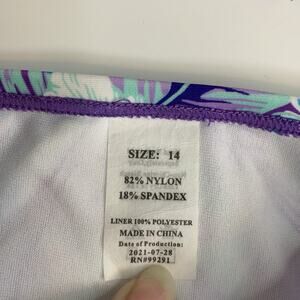 SIZE: 14
82% NYLON
18% SPANDEX
LINER 100% POLYESTER
MADE IN CHINA
Date of Production:
2021-07-28
RN#99291